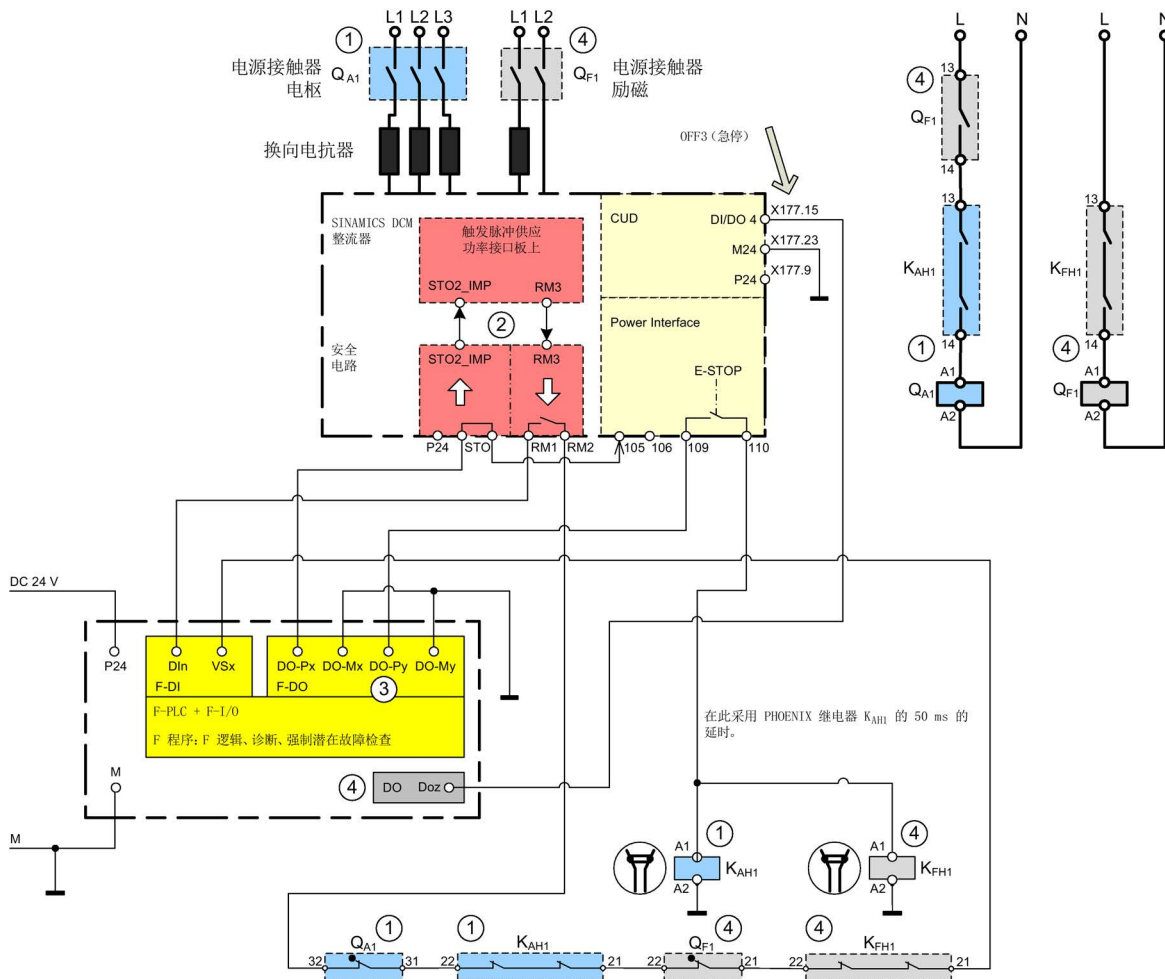 L1 L2 L3
L1 L2
L N
L N
①
④
电源接触器
电枢
QA1
QF1
电源接触器
励磁
换向电抗器
OFF3（急停）
④
QF1
13
14
13
KAH1
14
①
A1
QA1
A2
13
KFH1
14
④
A1
QF1
A2
SINAMICS DCM
整流器
触发脉冲供应
功率接口板上
STO2_IMP
RM3
②
安全
电路
STO2_IMP
RM3
CUD
DI/DO 4
X177.15
M24
X177.23
P24
X177.9
Power Interface
E-STOP
P24 STO RM1 RM2 105 106 109 110
DC 24 V
P24
DIn VSx
F-DI
DO-Px DO-Mx DO-Py DO-My
F-DO
③
F-PLC + F-I/O
F 程序: F 逻辑、诊断、强制潜在故障检查
M
④
DO Doz
M
在此采用 PHOENIX 继电器 KAH1 的 50 ms 的
延时。
①
A1
KAH1
A2
④
A1
KFH1
A2
① ① ④ ④
QA1 KAH1 QF1 KFH1
32 31 22 21 22 21 22 21